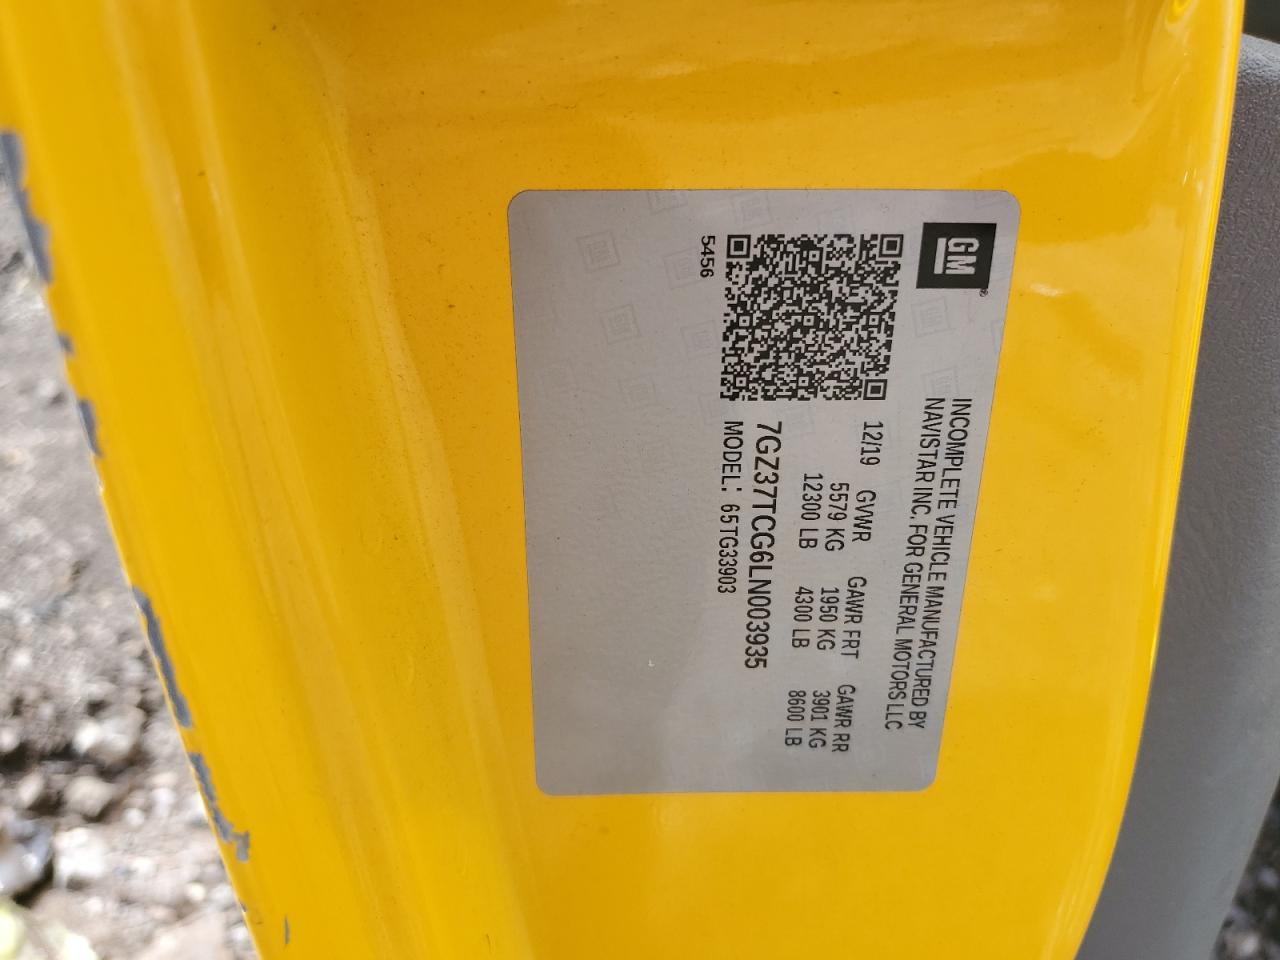 GM
INCOMPLETE VEHICLE MANUFACTURED BY
NAVISTAR INC. FOR GENERAL MOTORS LLC
12/19 GVWR GAWR FRT GAWR RR
5579 KG 1950 KG 3901 KG
12300 LB 4300 LB 8600 LB
7GZ37TCG6LN003935
MODEL: 65TG33903
5456